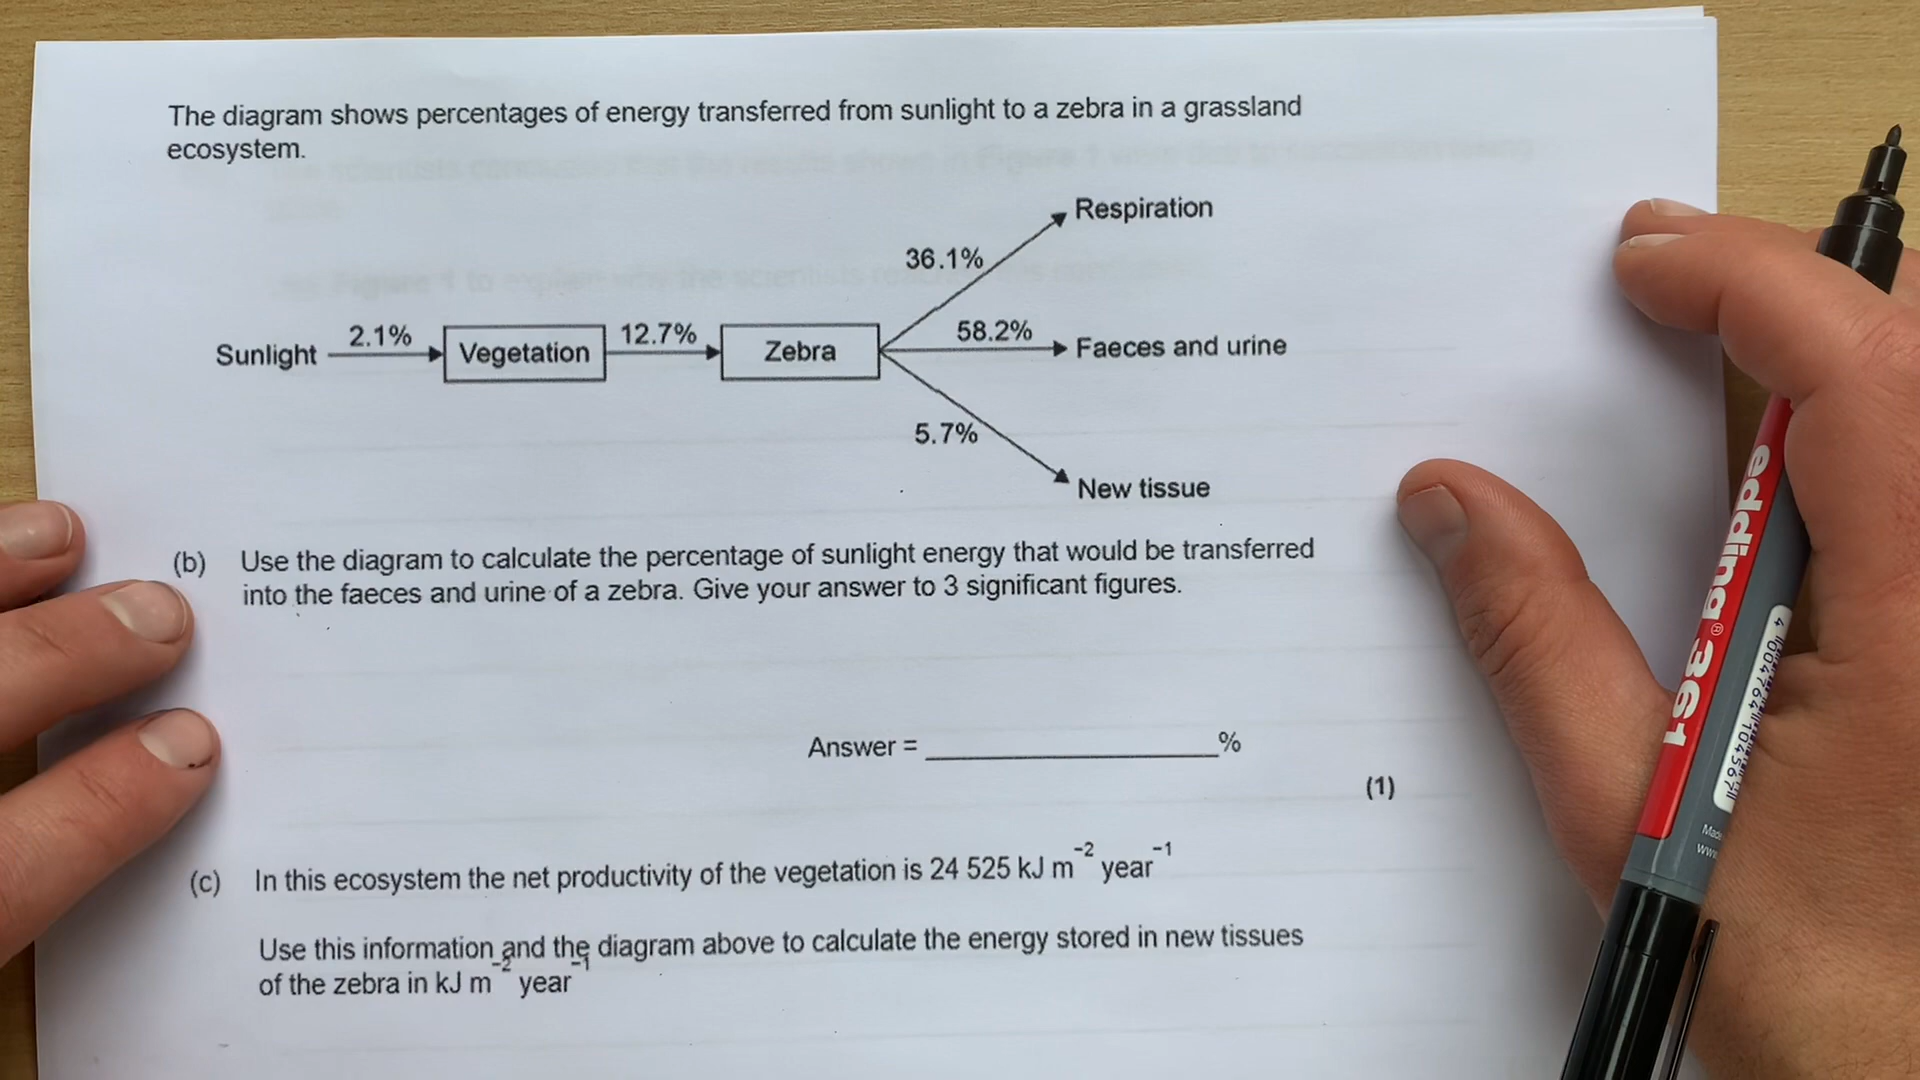 The diagram shows percentages of energy transferred from sunlight to a zebra in a grassland
ecosystem.
Respiration
36.1%
Sunlight 2.1% Vegetation 12.7% Zebra 58.2% Faeces and urine
5.7%
New tissue
(b) Use the diagram to calculate the percentage of sunlight energy that would be transferred
into the faeces and urine of a zebra. Give your answer to 3 significant figures.
Answer = ____________________%
(1)
(c) In this ecosystem the net productivity of the vegetation is 24 525 kJ m⁻² year⁻¹
Use this information and the diagram above to calculate the energy stored in new tissues
of the zebra in kJ m⁻² year⁻¹
edding® 361